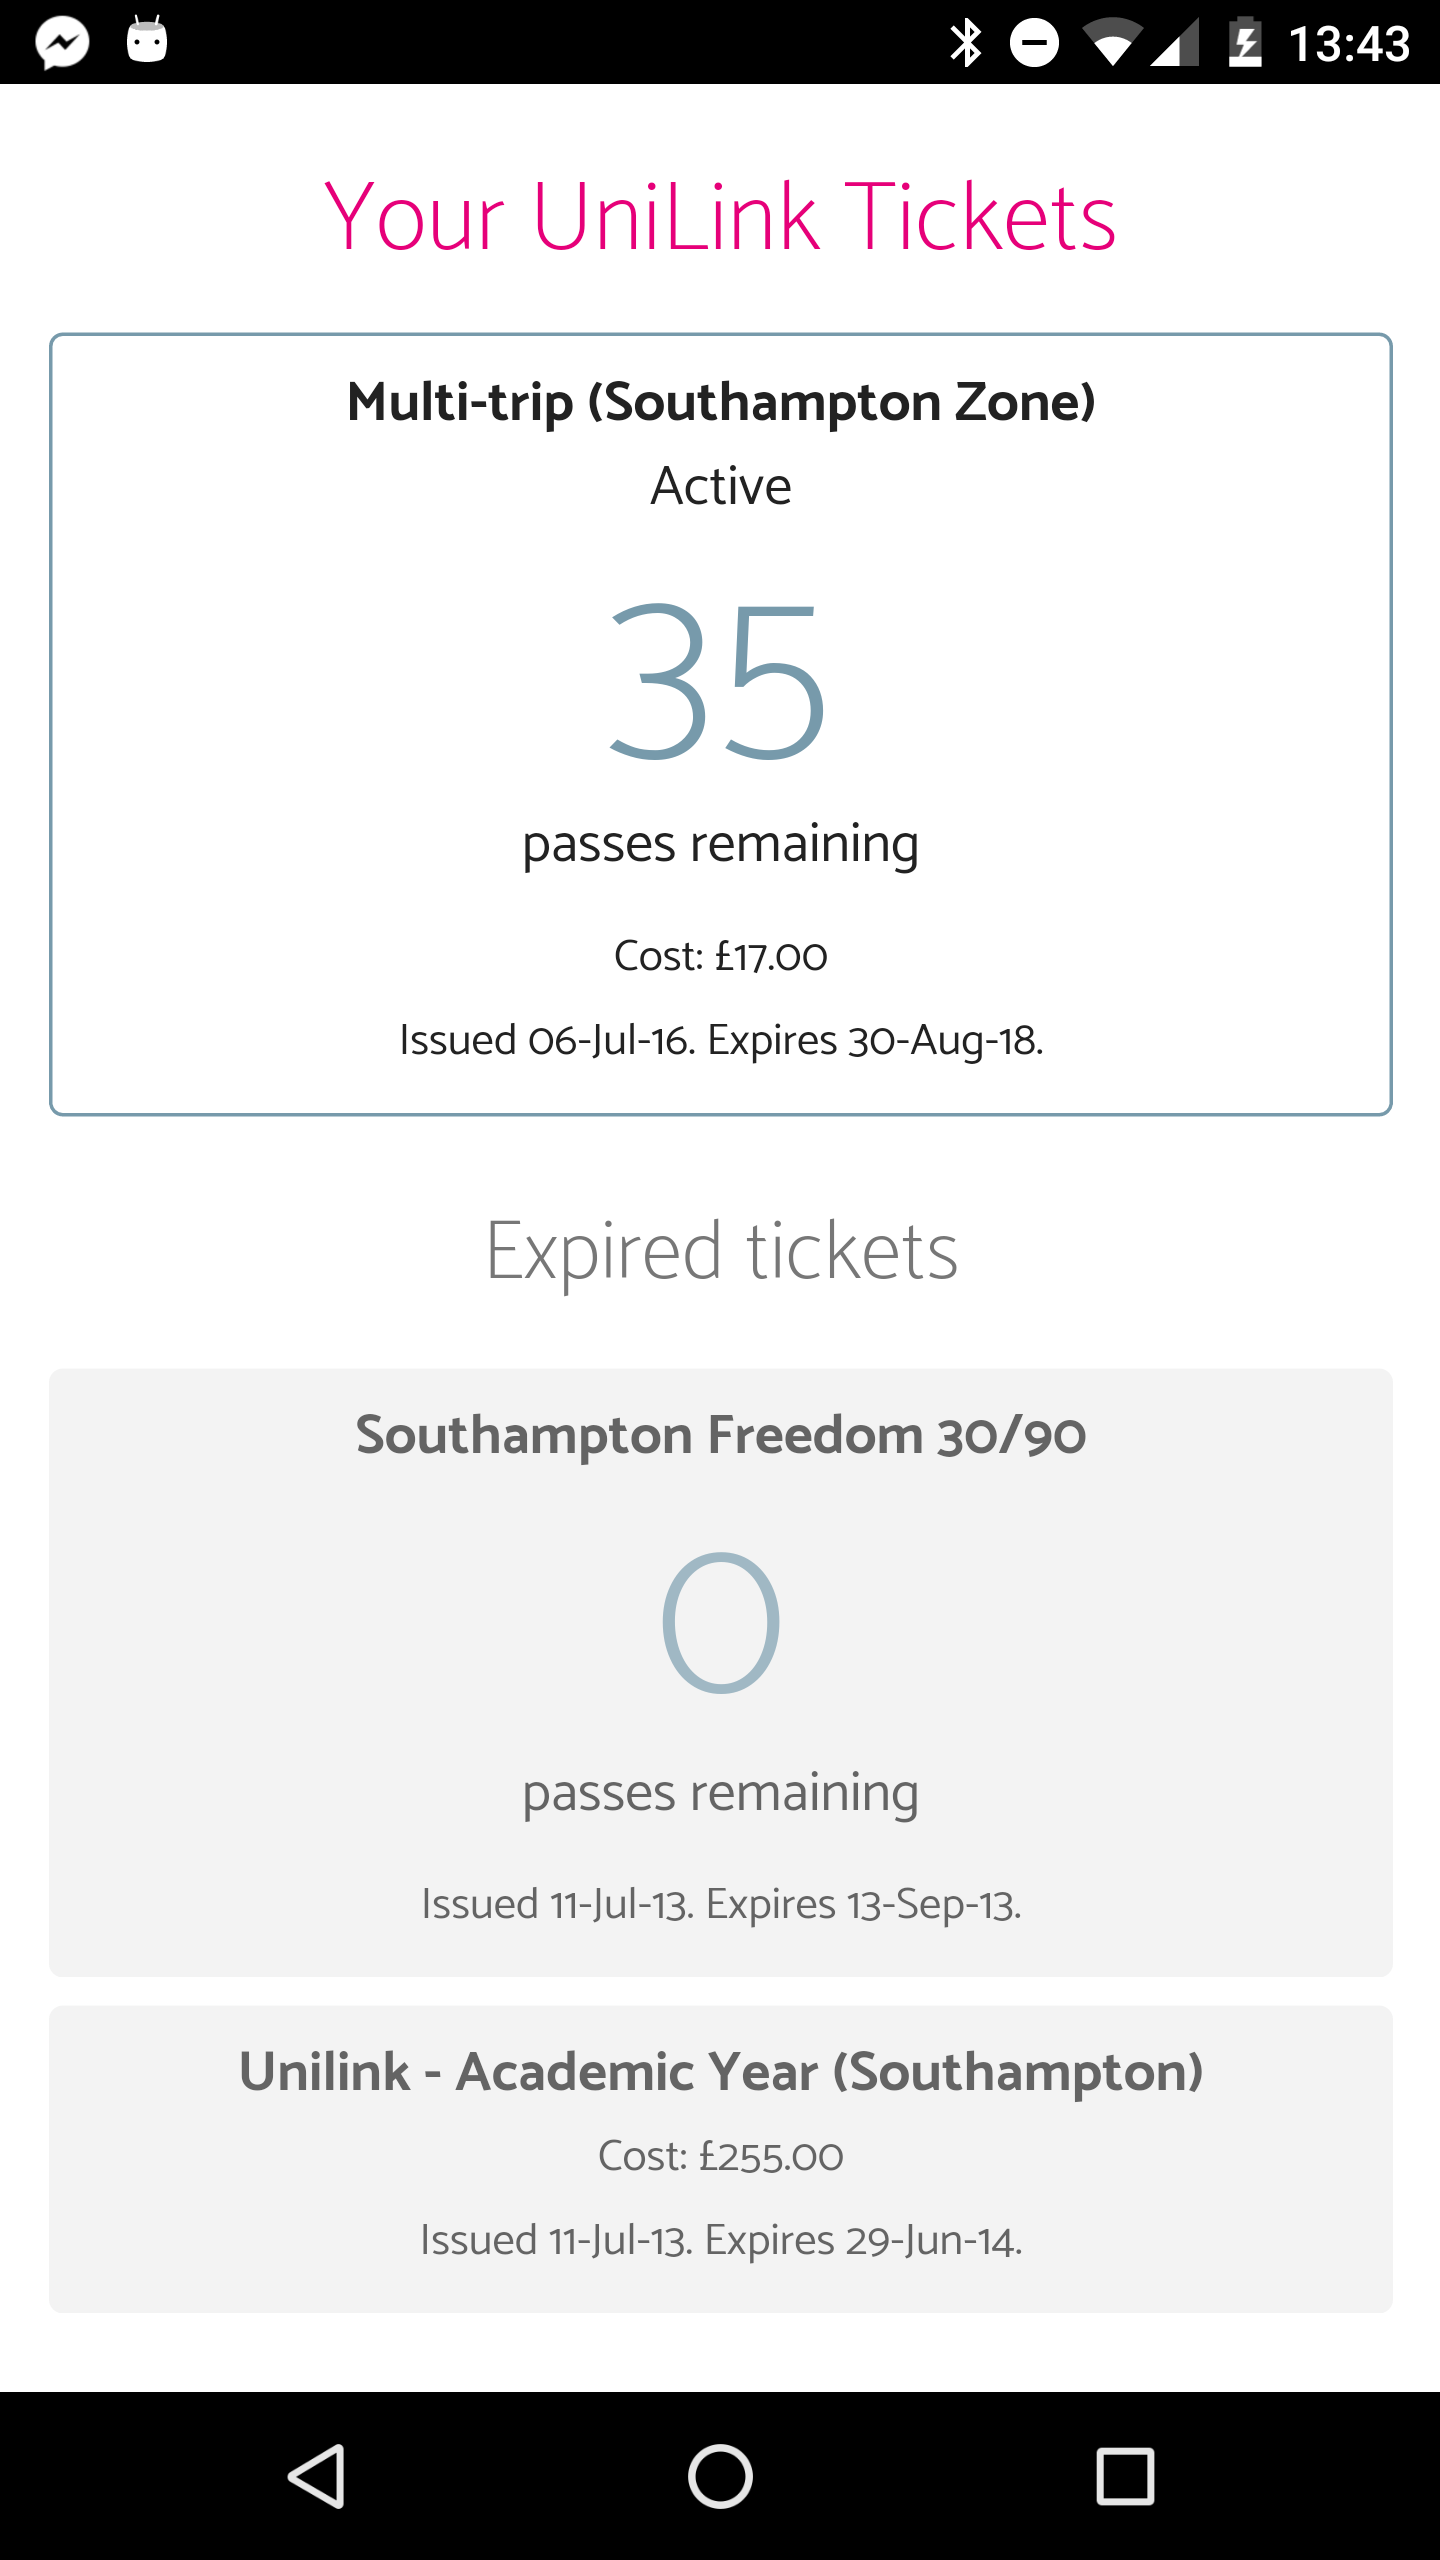 13:43
Your UniLink Tickets
Multi-trip (Southampton Zone)
Active
35
passes remaining
Cost: £17.00
Issued 06-Jul-16. Expires 30-Aug-18.
Expired tickets
Southampton Freedom 30/90
0
passes remaining
Issued 11-Jul-13. Expires 13-Sep-13.
Unilink - Academic Year (Southampton)
Cost: £255.00
Issued 11-Jul-13. Expires 29-Jun-14.